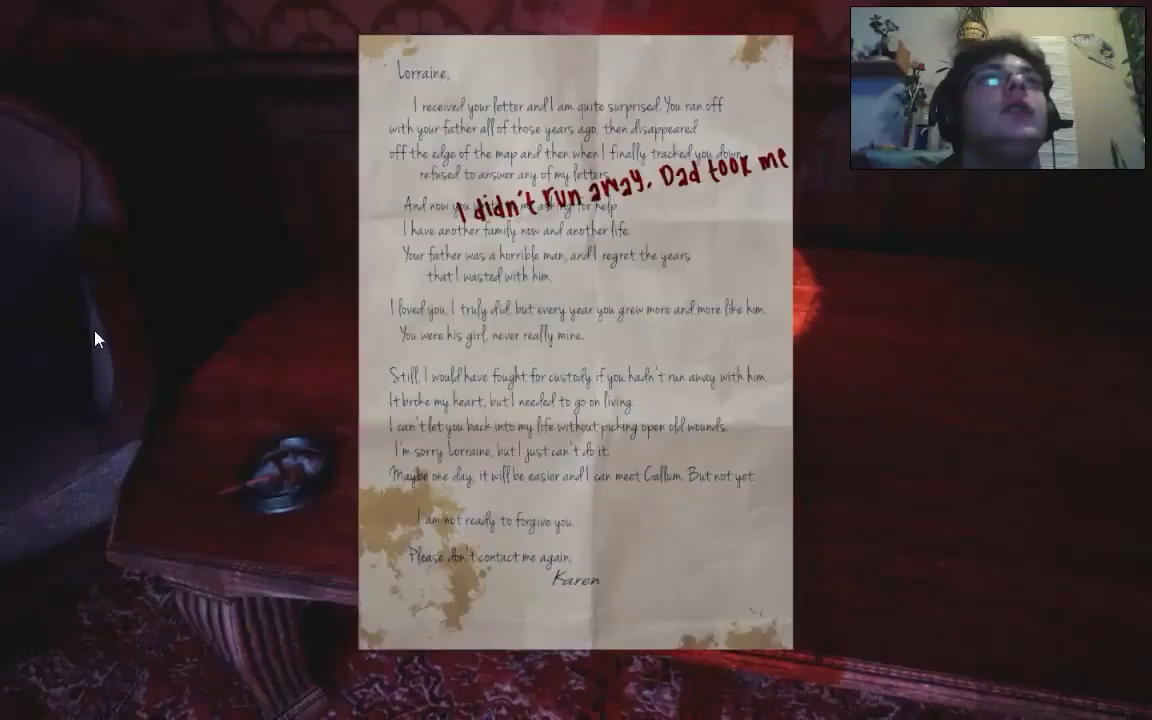 Lorraine,
I received your letter and I am quite surprised. You ran off
with your father all of those years ago, then disappeared
off the edge of the map and then when I finally tracked you down
refused to answer any of my letters
I didn't run away. Dad took me
And now you asking for help.
I have another family now and another life.
Your father was a horrible man, and I regret the years
that I wasted with him.
I loved you, I truly did, but every year you grew more and more like him.
You were his girl, never really mine.
Still, I would have fought for custody if you hadn't run away with him.
It broke my heart, but I needed to go on living.
I can't let you back into my life without picking open old wounds.
I'm sorry Lorraine, but I just can't do it.
Maybe one day, it will be easier and I can meet Callum. But not yet.
I am not ready to forgive you.
Please don't contact me again,
Karen